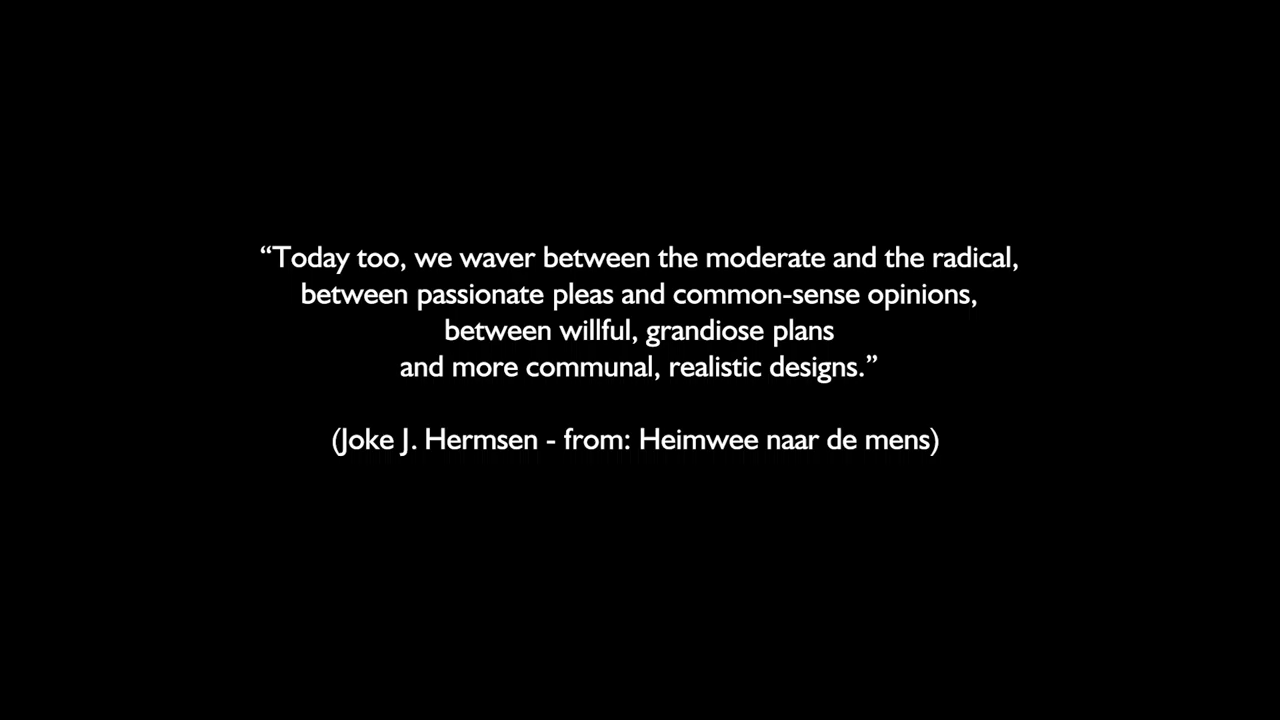 “Today too, we waver between the moderate and the radical,
between passionate pleas and common-sense opinions,
between willful, grandiose plans
and more communal, realistic designs.”
(Joke J. Hermsen - from: Heimwee naar de mens)